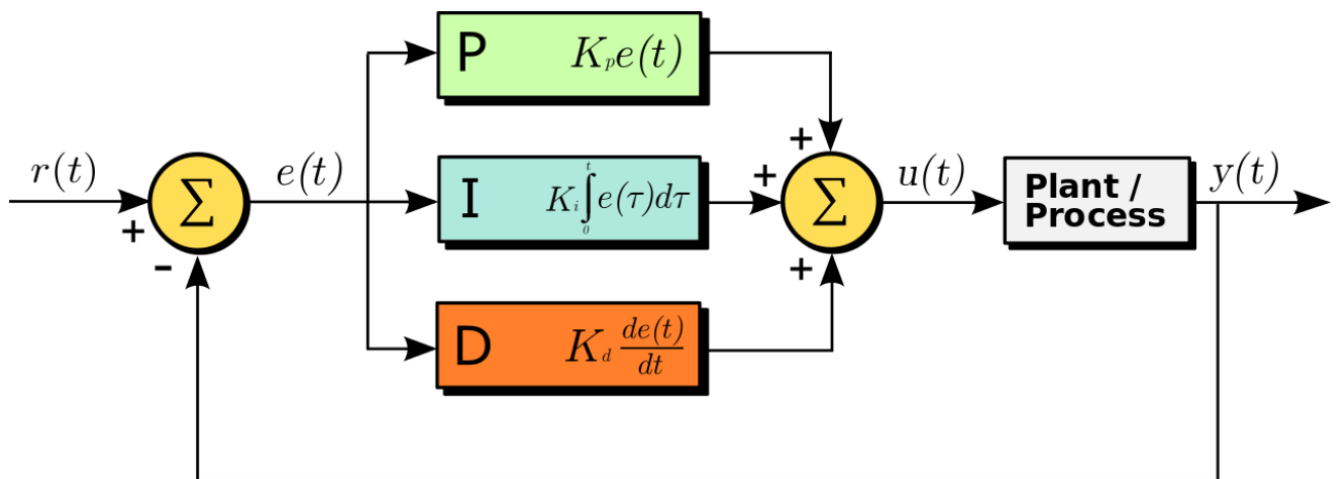 P K_p e(t)
r(t)
+
-
Σ
e(t)
I K_i ∫_0^t e(τ)dτ
D K_d de(t)/dt
+
+
+
Σ
u(t)
Plant /
Process
y(t)